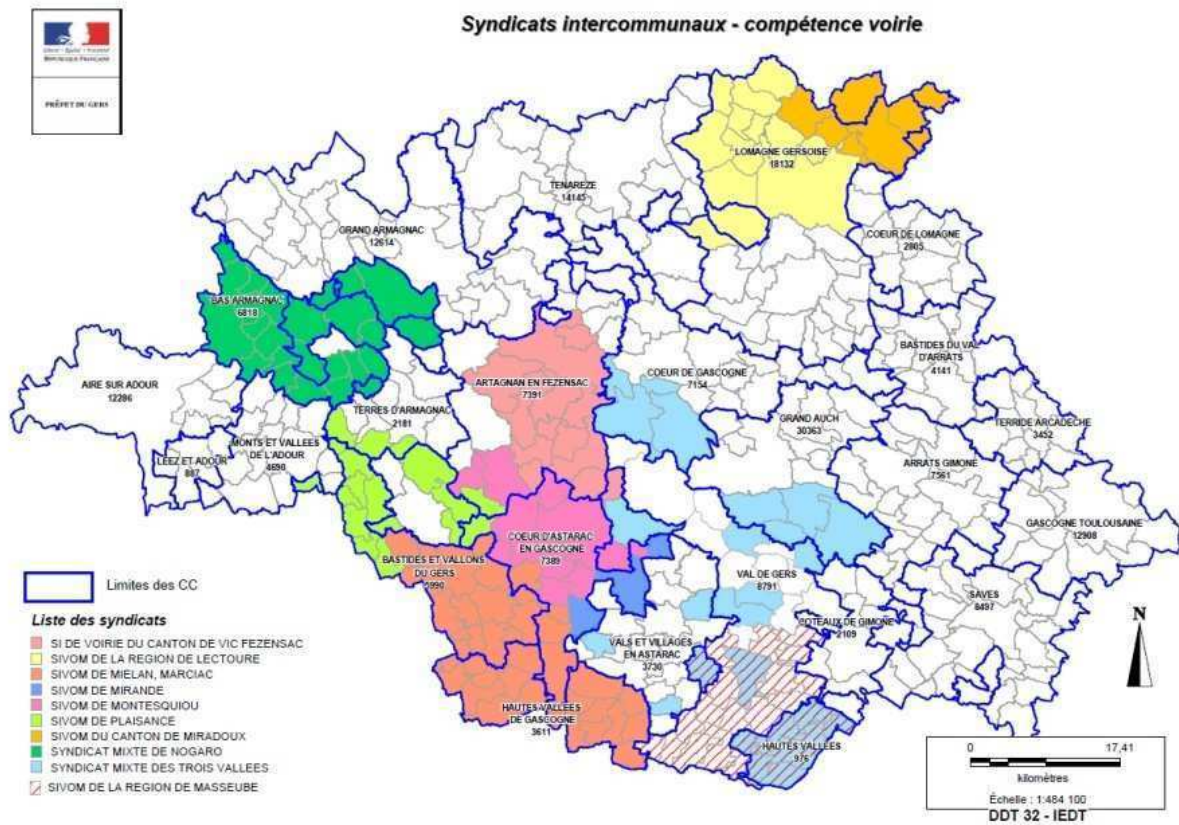 Syndicats intercommunaux - compétence voirie
RÉPUBLIQUE FRANÇAISE
PRÉFET DU GERS
LOMAGNE GERSOISE
18132
TENAREZE
14145
GRAND ARMAGNAC
12614
COEUR DE LOMAGNE
2805
BAS ARMAGNAC
6818
BASTIDES DU VAL
D'ARRATS
4141
AIRE SUR ADOUR
12286
ARTAGNAN EN FEZENSAC
7391
COEUR DE GASCOGNE
7154
TERRES D'ARMAGNAC
2181
GRAND AUCH
30363
TERRIDE ARCADECHE
3452
MONTS ET VALLEES
DE L'ADOUR
4690
LEEZ ET ADOUR
887
ARRATS GIMONE
7561
GASCOGNE TOULOUSAINE
12908
COEUR D'ASTARAC
EN GASCOGNE
7389
BASTIDES ET VALLONS
DU GERS
5990
VAL DE GERS
8791
SAVES
8497
COTEAUX DE GIMONE
2109
VALS ET VILLAGES
EN ASTARAC
3730
HAUTES VALLEES
DE GASCOGNE
3611
HAUTES VALLEES
976
Limites des CC
Liste des syndicats
SI DE VOIRIE DU CANTON DE VIC FEZENSAC
SIVOM DE LA REGION DE LECTOURE
SIVOM DE MIELAN, MARCIAC
SIVOM DE MIRANDE
SIVOM DE MONTESQUIOU
SIVOM DE PLAISANCE
SIVOM DU CANTON DE MIRADOUX
SYNDICAT MIXTE DE NOGARO
SYNDICAT MIXTE DES TROIS VALLEES
SIVOM DE LA REGION DE MASSEUBE
N
0 17,41
kilomètres
Échelle : 1:484 100
DDT 32 - IEDT